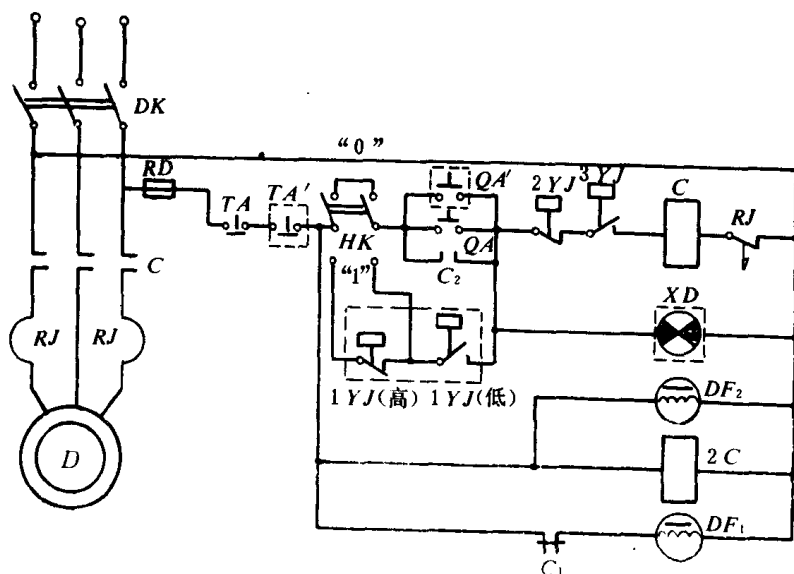 DK
“0”
RD
TA
TA′
QA′
2YJ
3YJ
C
RJ
HK
QA
C
“1”
C₂
XD
RJ
RJ
1YJ(高)
1YJ(低)
DF₂
D
2C
DF₁
C₁